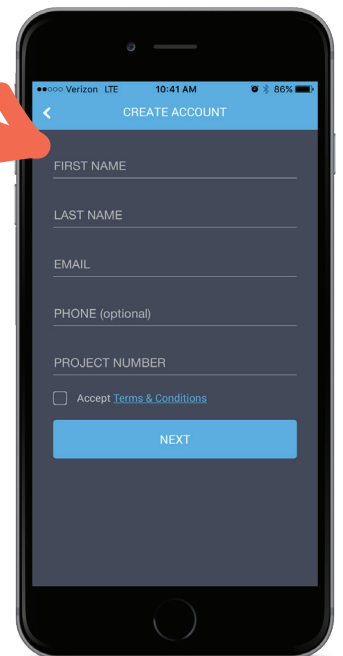 Verizon LTE 10:41 AM 86%
CREATE ACCOUNT
FIRST NAME
LAST NAME
EMAIL
PHONE (optional)
PROJECT NUMBER
Accept Terms & Conditions
NEXT